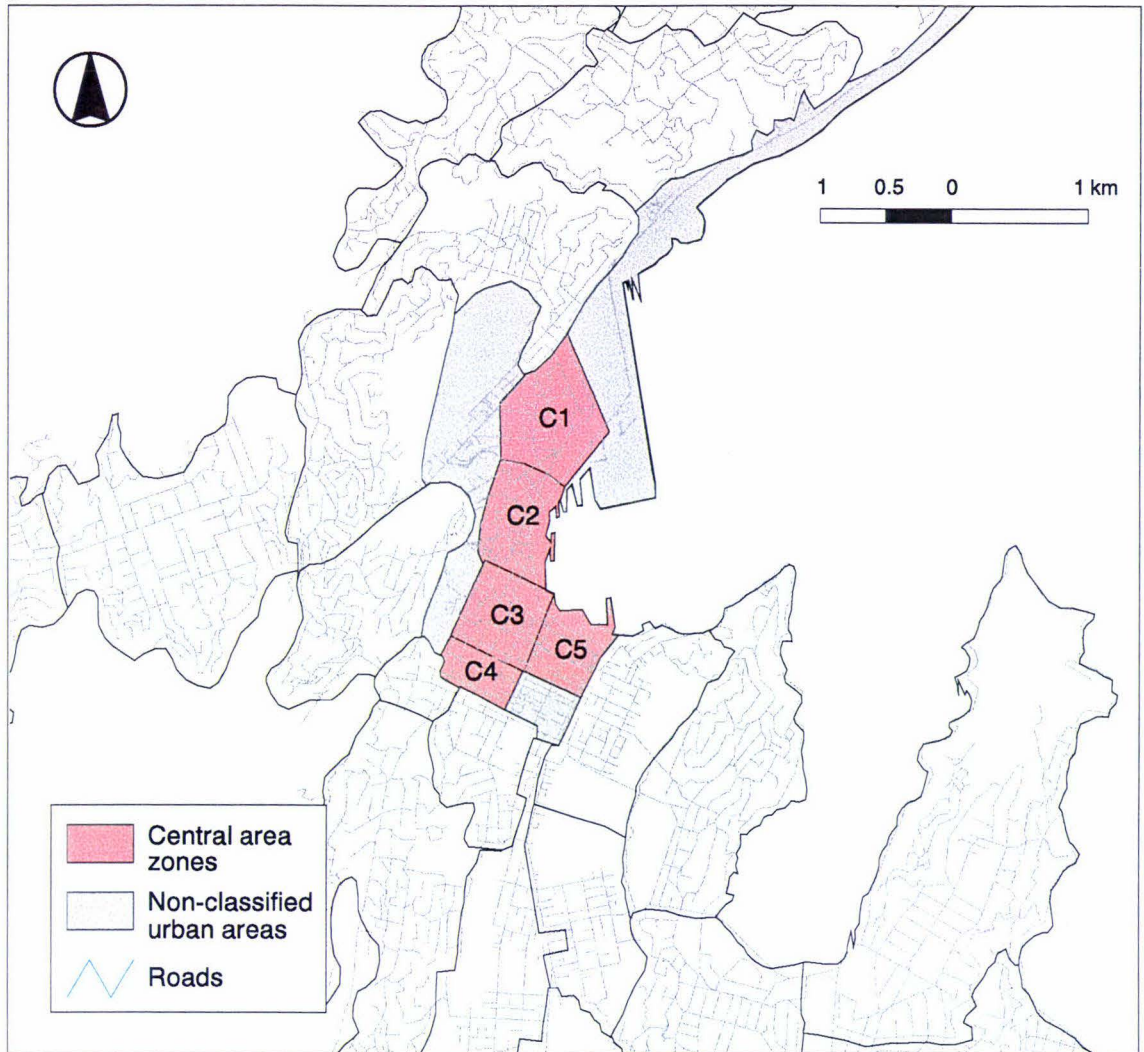 1 0.5 0 1 km
C1
C2
C3
C5
C4
Central area
zones
Non-classified
urban areas
Roads